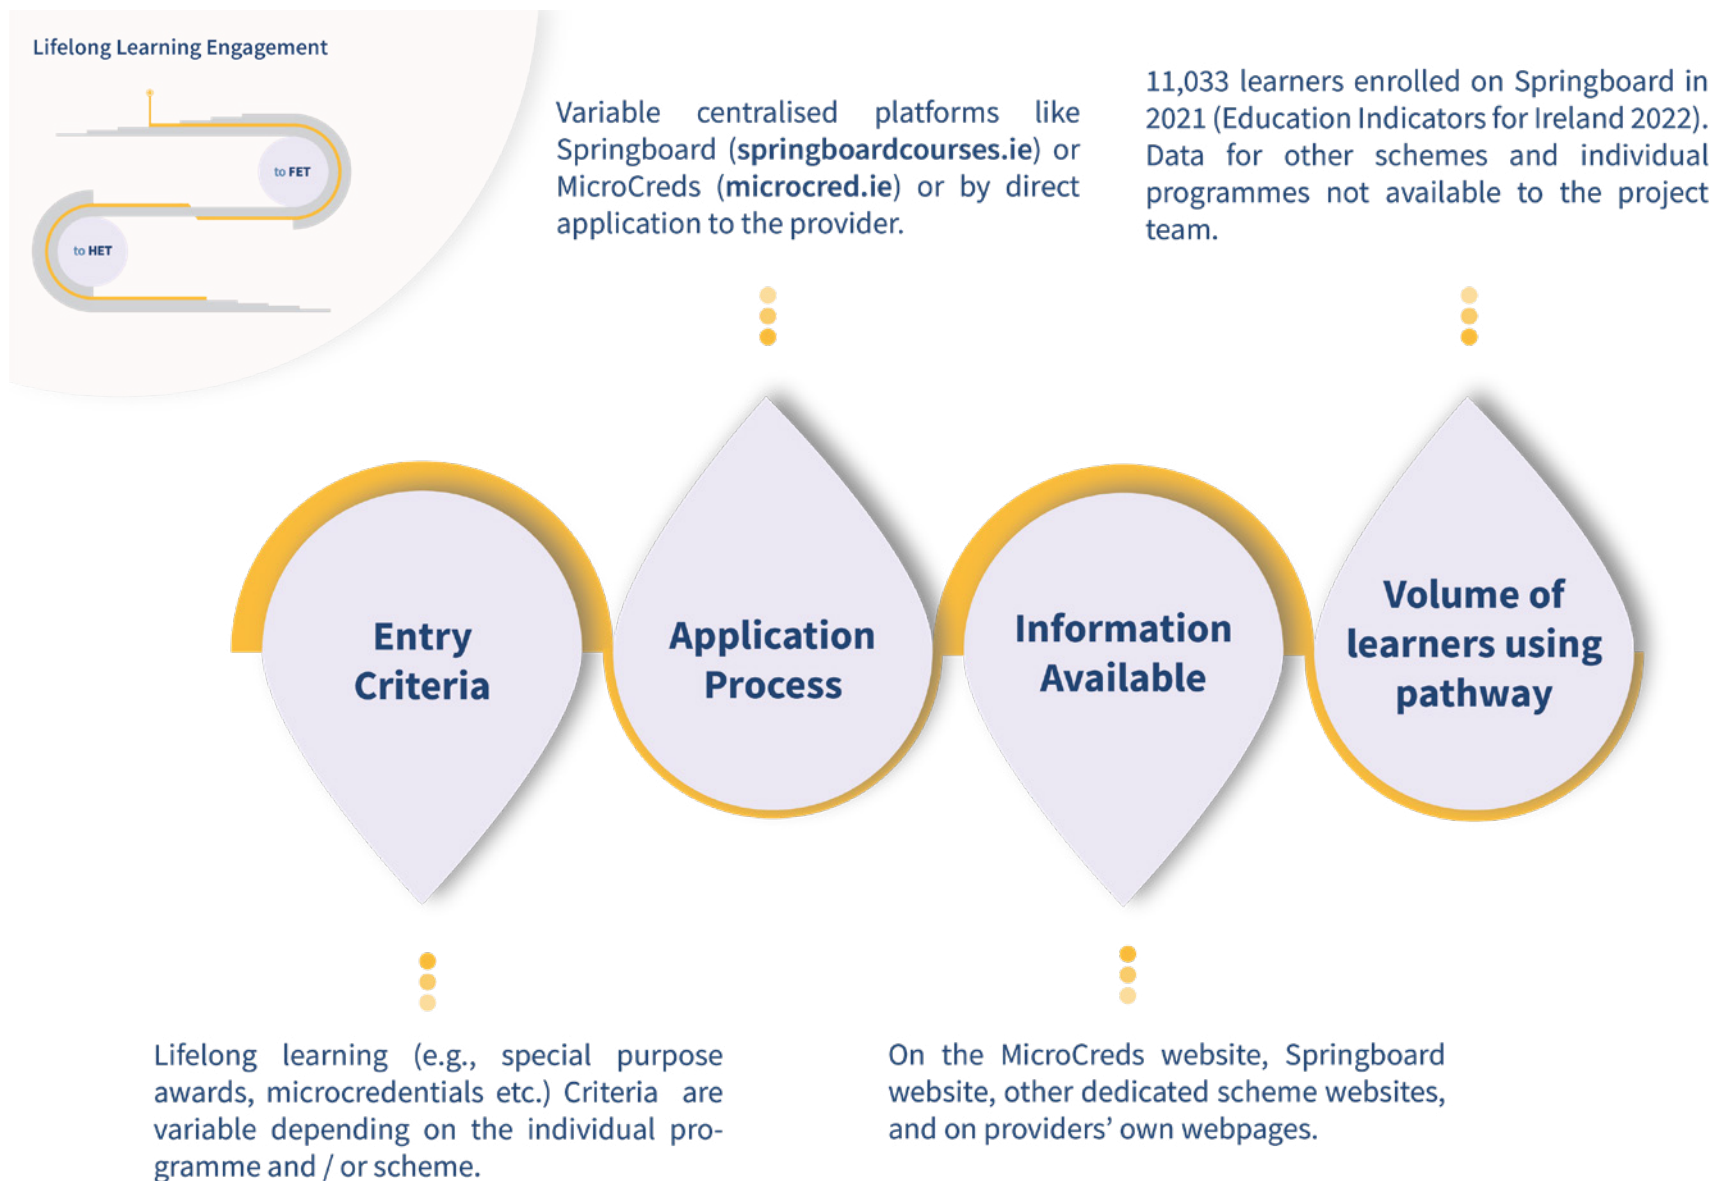 Lifelong Learning Engagement
to FET
to HET
Variable centralised platforms like
Springboard (springboardcourses.ie) or
MicroCreds (microcred.ie) or by direct
application to the provider.
11,033 learners enrolled on Springboard in
2021 (Education Indicators for Ireland 2022).
Data for other schemes and individual
programmes not available to the project
team.
Entry
Criteria
Application
Process
Information
Available
Volume of
learners using
pathway
Lifelong learning (e.g., special purpose
awards, microcredentials etc.) Criteria are
variable depending on the individual pro-
gramme and / or scheme.
On the MicroCreds website, Springboard
website, other dedicated scheme websites,
and on providers’ own webpages.